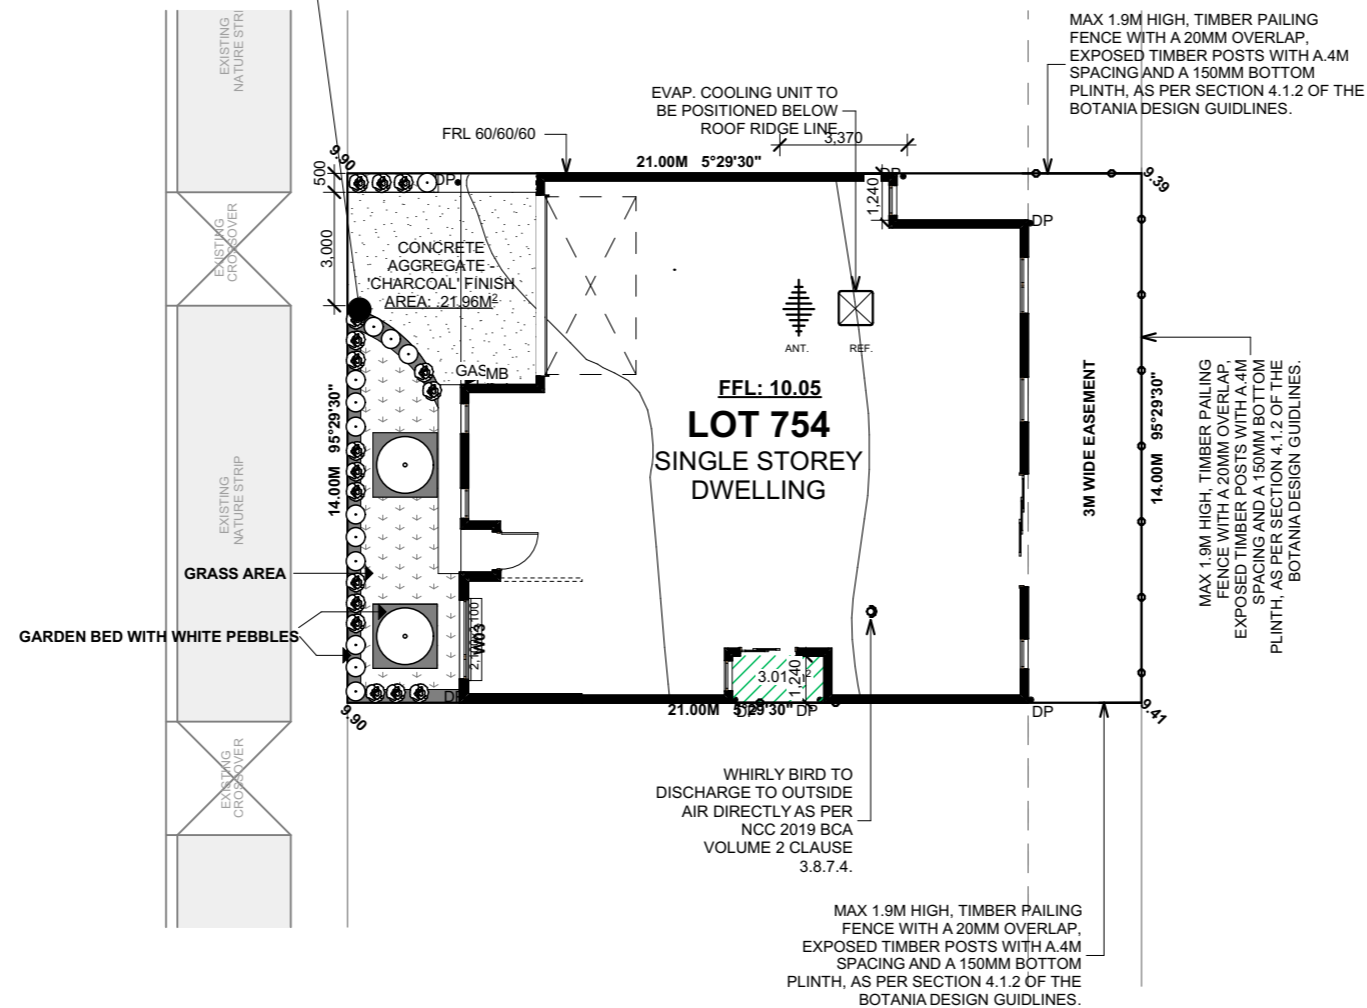 EXISTING
NATURE STRI
MAX 1.9M HIGH, TIMBER PAILING
FENCE WITH A 20MM OVERLAP,
EXPOSED TIMBER POSTS WITH A.4M
SPACING AND A 150MM BOTTOM
PLINTH, AS PER SECTION 4.1.2 OF THE
BOTANIA DESIGN GUIDLINES.
EVAP. COOLING UNIT TO
BE POSITIONED BELOW
ROOF RIDGE LINE
3,370
FRL 60/60/60
21.00M 5°29'30"
9.90
9.39
500
DP
DP
1,240
DP
3,000
EXISTING
CROSSOVER
CONCRETE
AGGREGATE -
'CHARCOAL' FINISH
AREA: 21.96M²
ANT.
REF.
GAS
MB
FFL: 10.05
LOT 754
SINGLE STOREY
DWELLING
14.00M 95°29'30"
3M WIDE EASEMENT
14.00M 95°29'30"
MAX 1.9M HIGH, TIMBER PAILING
FENCE WITH A 20MM OVERLAP,
EXPOSED TIMBER POSTS WITH A.4M
SPACING AND A 150MM BOTTOM
PLINTH, AS PER SECTION 4.1.2 OF THE
BOTANIA DESIGN GUIDLINES.
EXISTING
NATURE STRIP
GRASS AREA
GARDEN BED WITH WHITE PEBBLES
W03
3.01
1,240
9.90
DP
21.00M 5°29'30"
DP
DP
DP
9.41
EXISTING
CROSSOVER
WHIRLY BIRD TO
DISCHARGE TO OUTSIDE
AIR DIRECTLY AS PER
NCC 2019 BCA
VOLUME 2 CLAUSE
3.8.7.4.
MAX 1.9M HIGH, TIMBER PAILING
FENCE WITH A 20MM OVERLAP,
EXPOSED TIMBER POSTS WITH A.4M
SPACING AND A 150MM BOTTOM
PLINTH, AS PER SECTION 4.1.2 OF THE
BOTANIA DESIGN GUIDLINES.